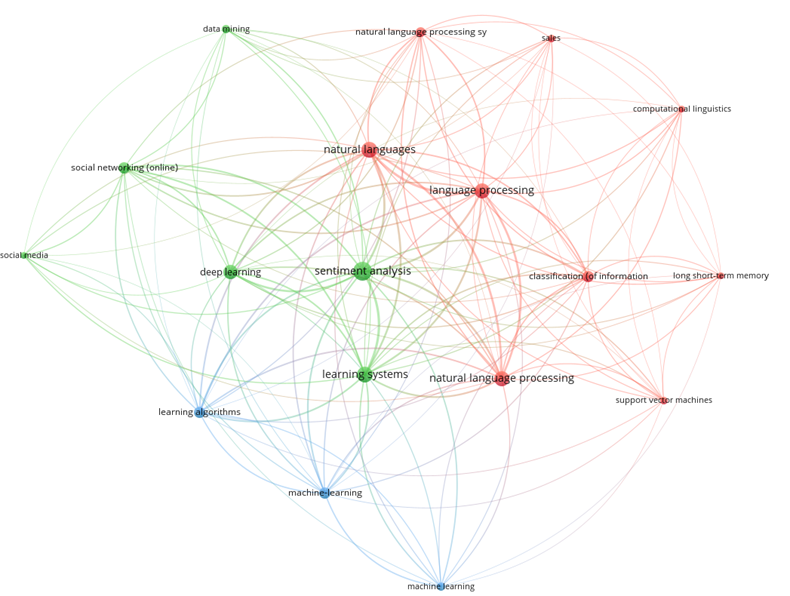 data mining
natural language processing sy
sales
computational linguistics
natural languages
social networking (online)
language processing
social media
deep learning
sentiment analysis
classification (of information
long short-term memory
learning systems
natural language processing
support vector machines
learning algorithms
machine-learning
machine learning